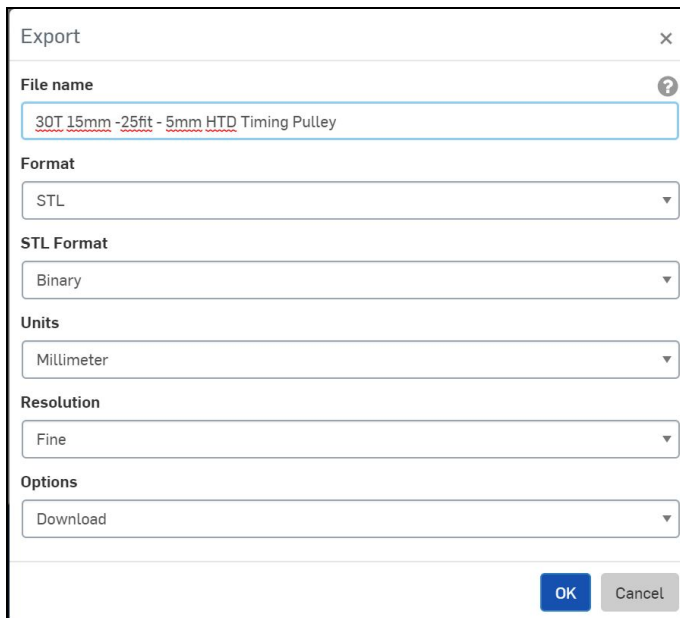 Export
File name
30T 15mm -25fit - 5mm HTD Timing Pulley
Format
STL
STL Format
Binary
Units
Millimeter
Resolution
Fine
Options
Download
OK Cancel